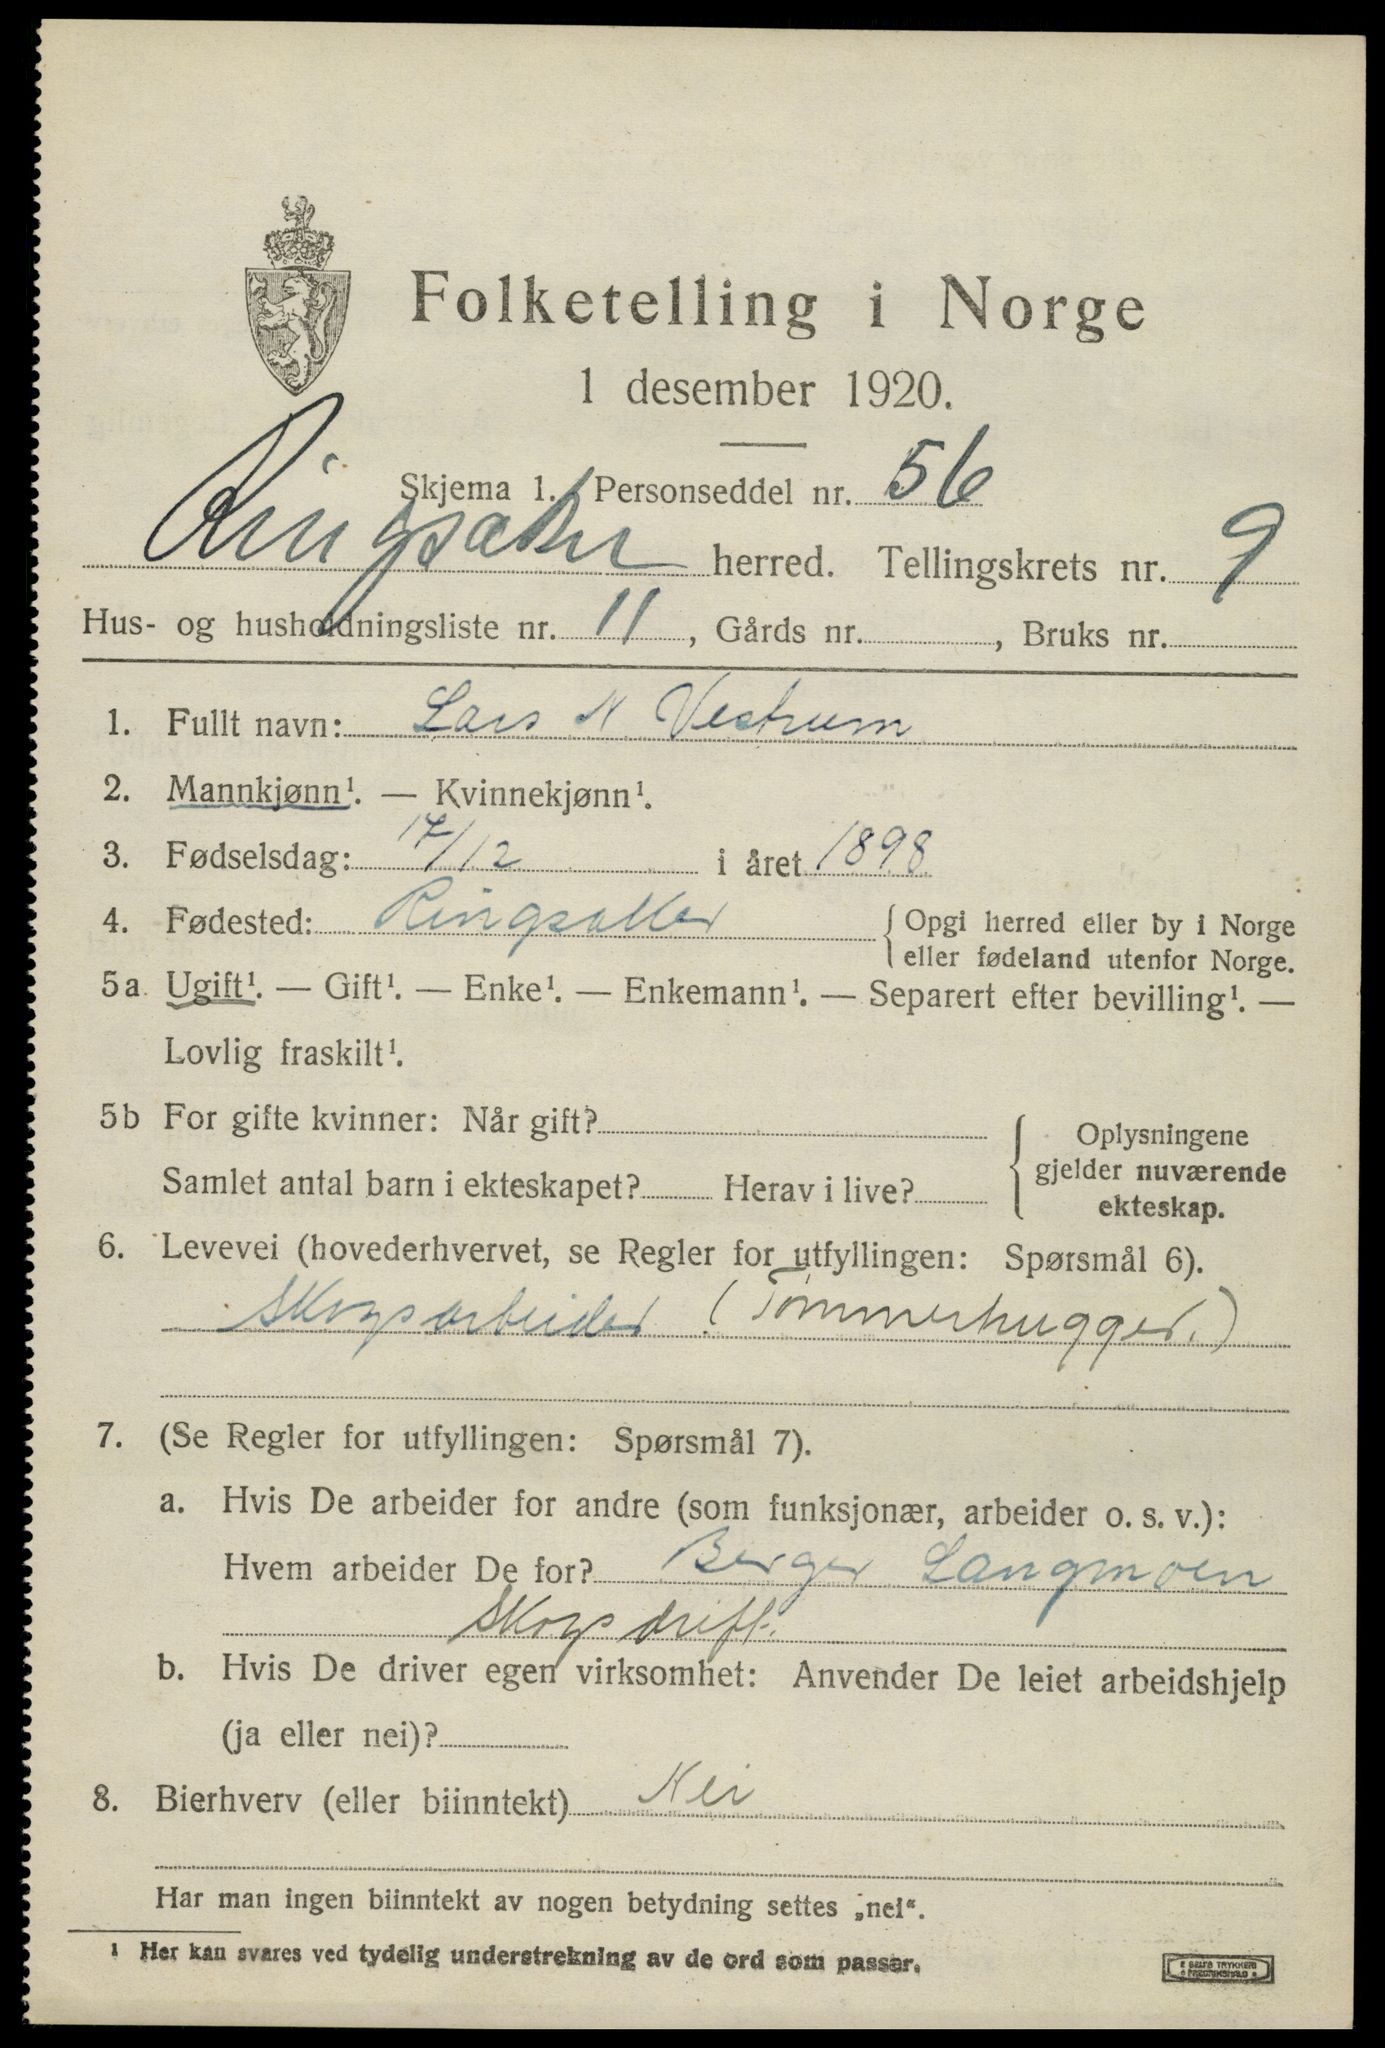 Folketelling i Norge
1 desember 1920.
Skjema 1. Personseddel nr. 56
Ringsaker herred. Tellingskrets nr. 9
Hus- og husholdningsliste nr. 11, Gårds nr. , Bruks nr.
1. Fullt navn: Lars N Vestrum
2. Mannkjønn¹. — Kvinnekjønn¹.
3. Fødselsdag: 17/12 i året 1898
4. Fødested: Ringsaker { Opgi herred eller by i Norge
eller fødeland utenfor Norge.
5a Ugift¹. — Gift¹. — Enke¹. — Enkemann¹. — Separert efter bevilling¹. —
Lovlig fraskilt¹.
5b For gifte kvinner: Når gift?
Samlet antal barn i ekteskapet? Herav i live?
Oplysningene
gjelder nuværende
ekteskap.
6. Levevei (hovederhvervet, se Regler for utfyllingen: Spørsmål 6).
Skogsarbeider (Tømmerhugger.)
7. (Se Regler for utfyllingen: Spørsmål 7).
a. Hvis De arbeider for andre (som funksjonær, arbeider o. s. v.):
Hvem arbeider De for? Berger Langmoen
Skogsdrift.
b. Hvis De driver egen virksomhet: Anvender De leiet arbeidshjelp
(ja eller nei)?
8. Bierhverv (eller biinntekt) Nei
Har man ingen biinntekt av nogen betydning settes „nei“.
¹ Her kan svares ved tydelig understrekning av de ord som passer.
E SELTS TRYKKERI
FREDRIKSHALD